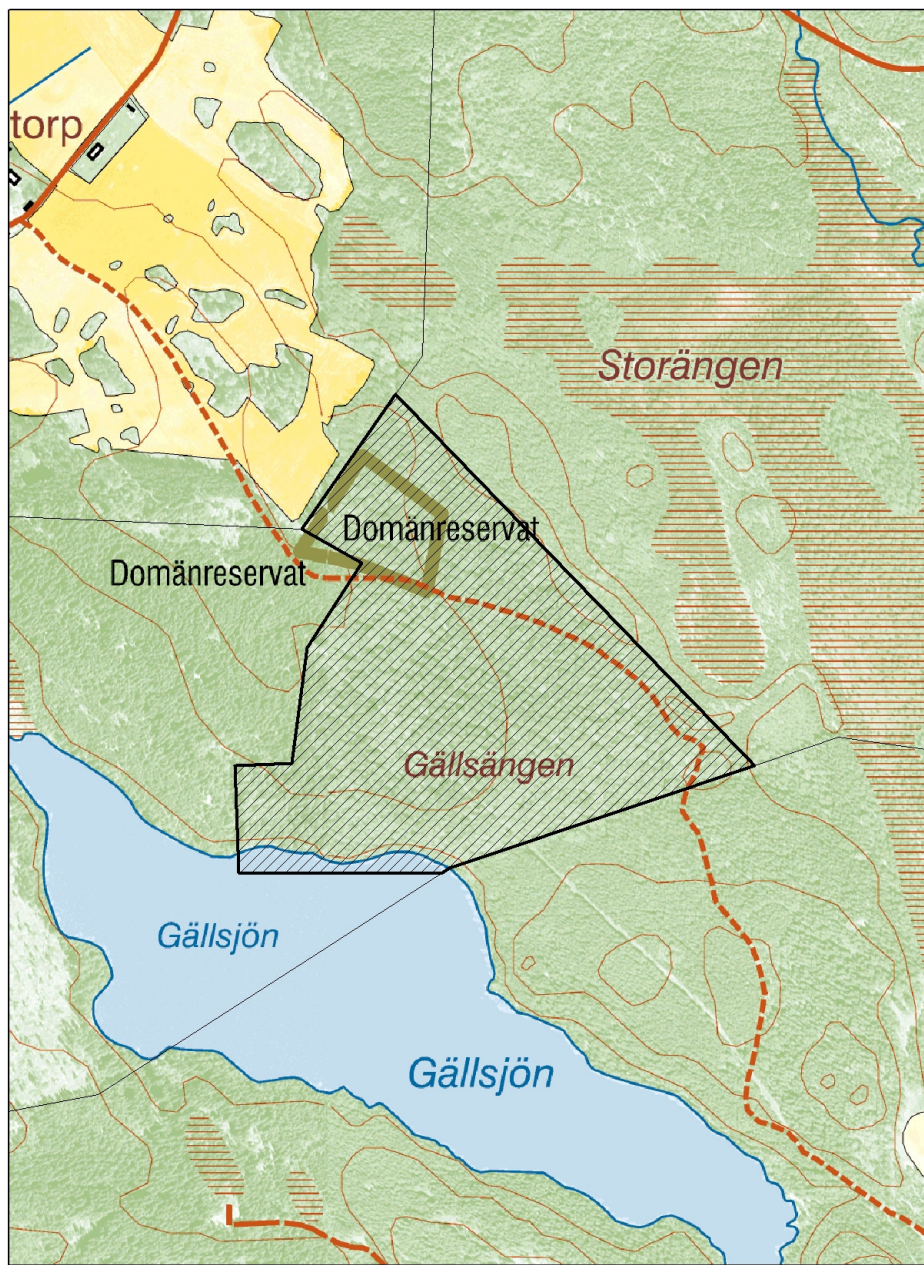 torp
Storängen
Domänreservat
Domänreservat
Gällsängen
Gällsjön
Gällsjön